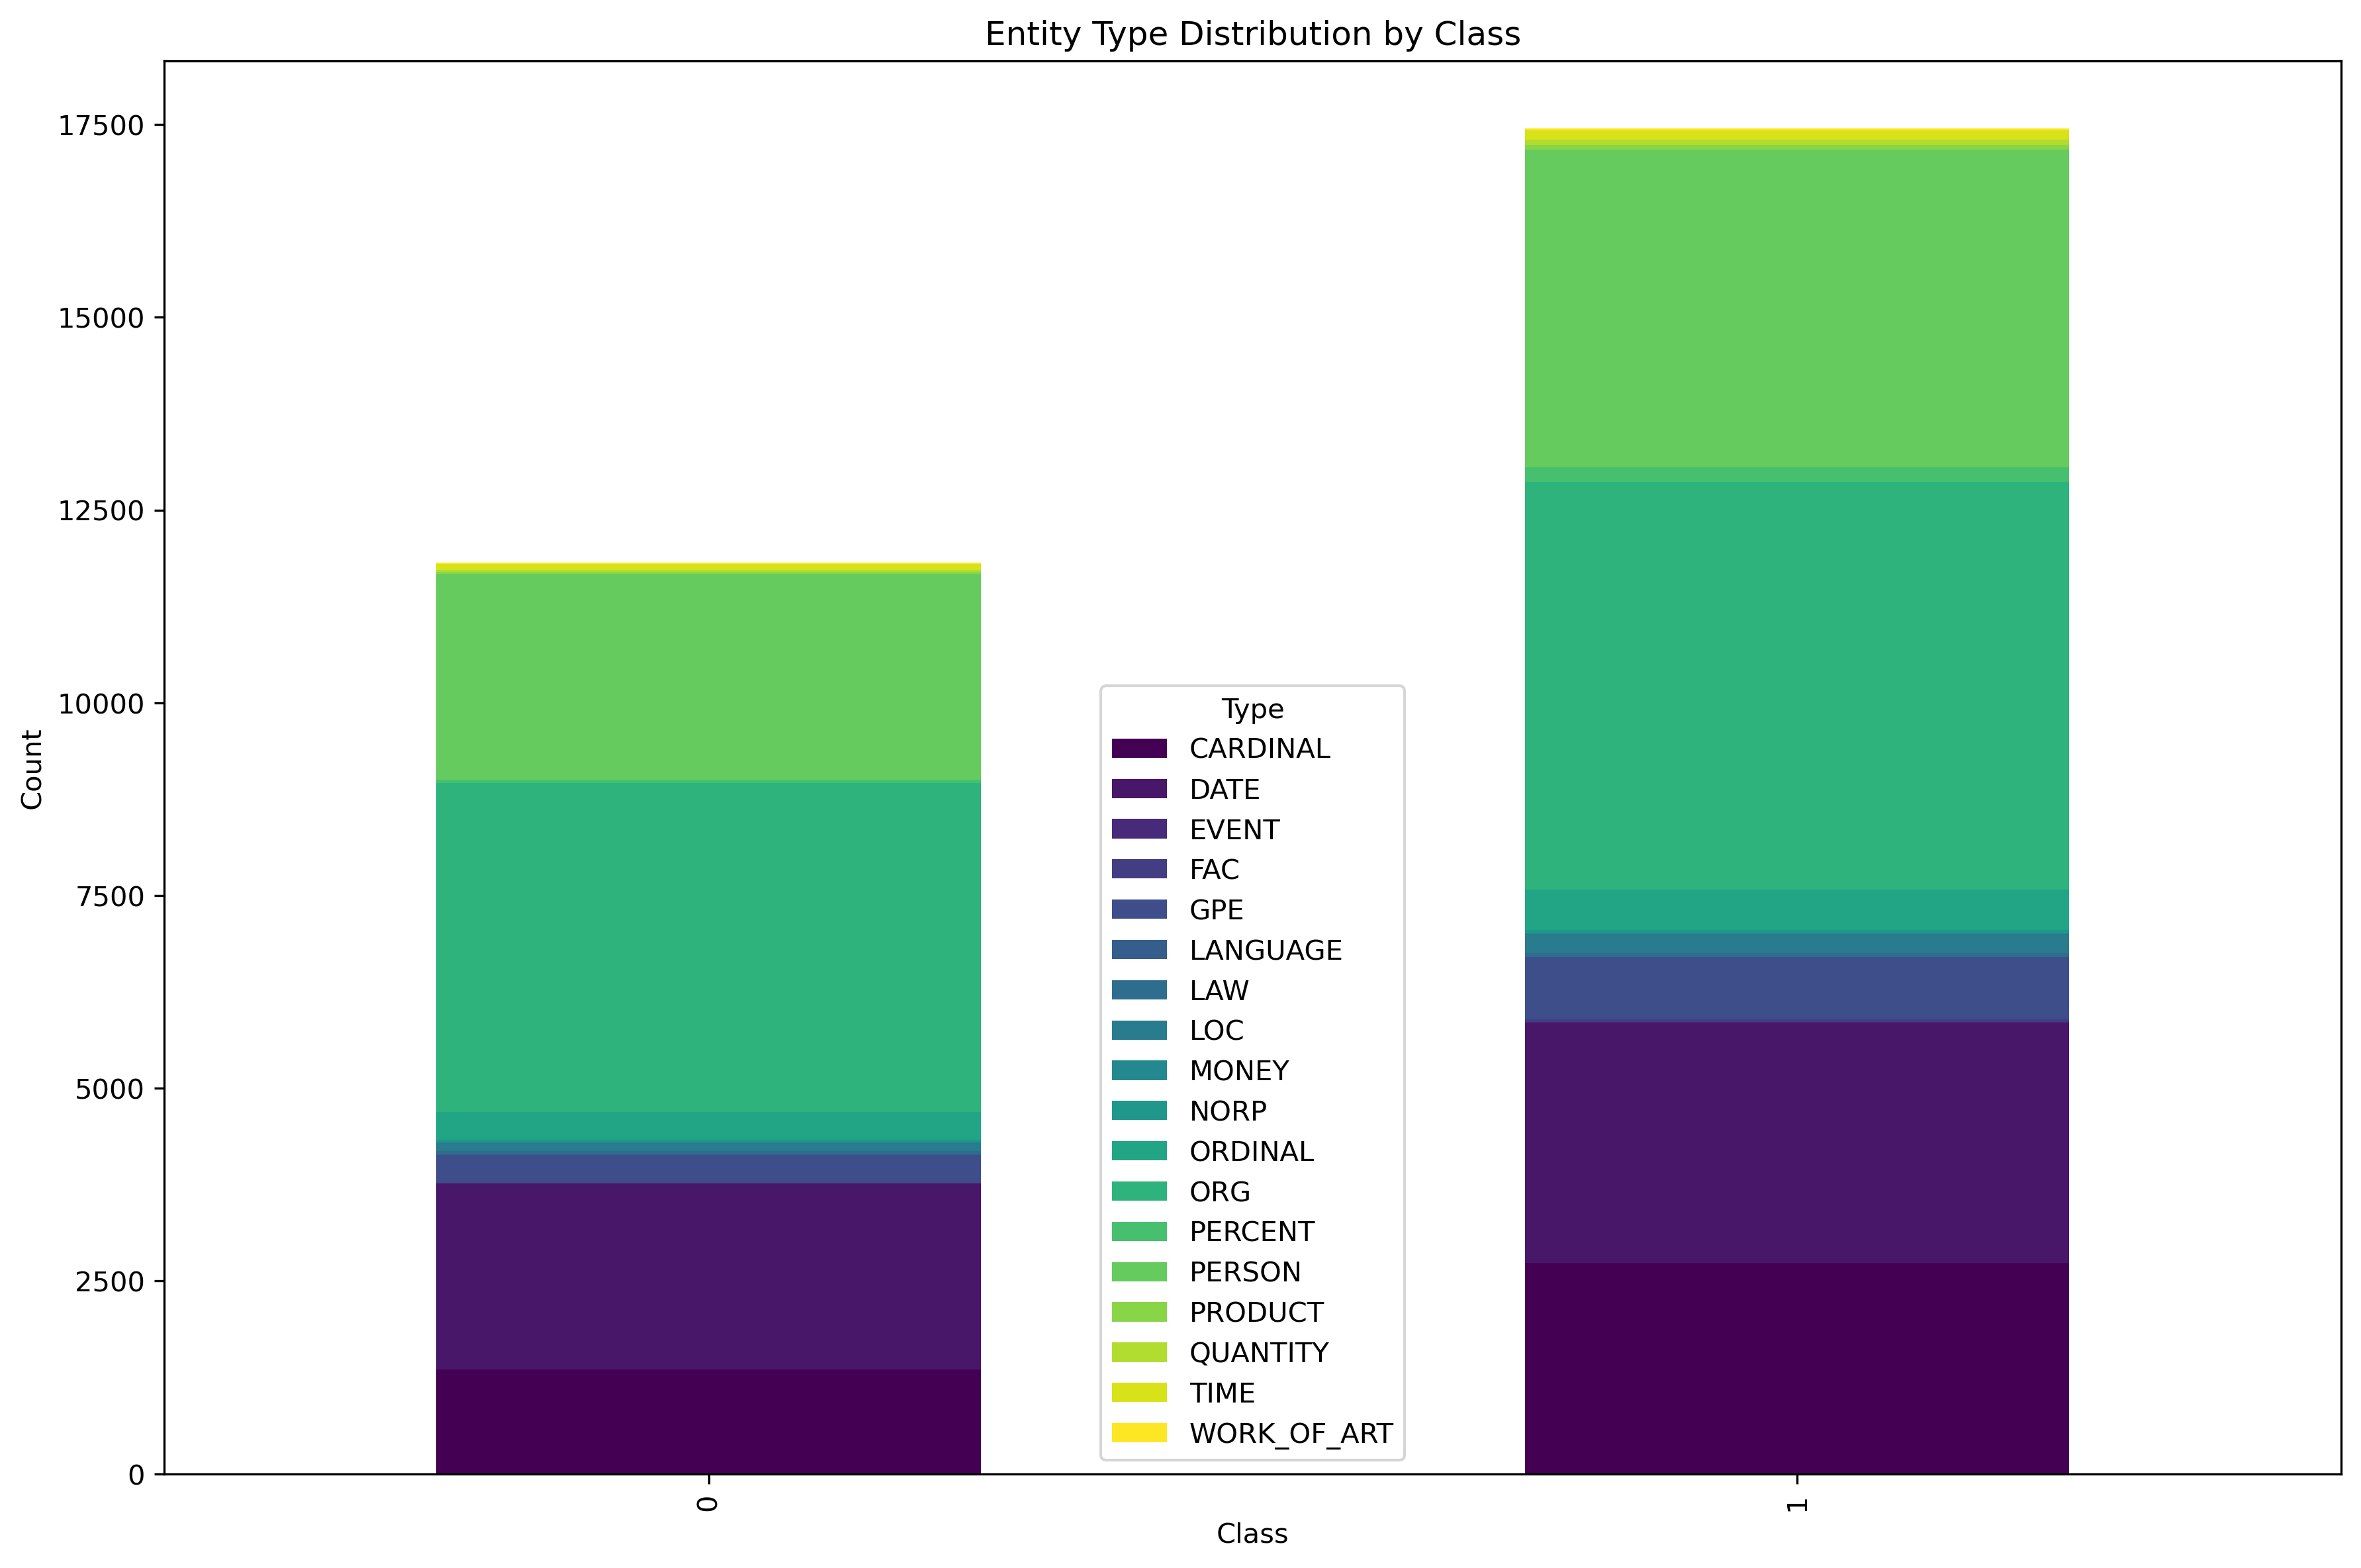 Entity Type Distribution by Class
Count
17500
15000
12500
10000
7500
5000
2500
0
Type
CARDINAL
DATE
EVENT
FAC
GPE
LANGUAGE
LAW
LOC
MONEY
NORP
ORDINAL
ORG
PERCENT
PERSON
PRODUCT
QUANTITY
TIME
WORK_OF_ART
0
1
Class